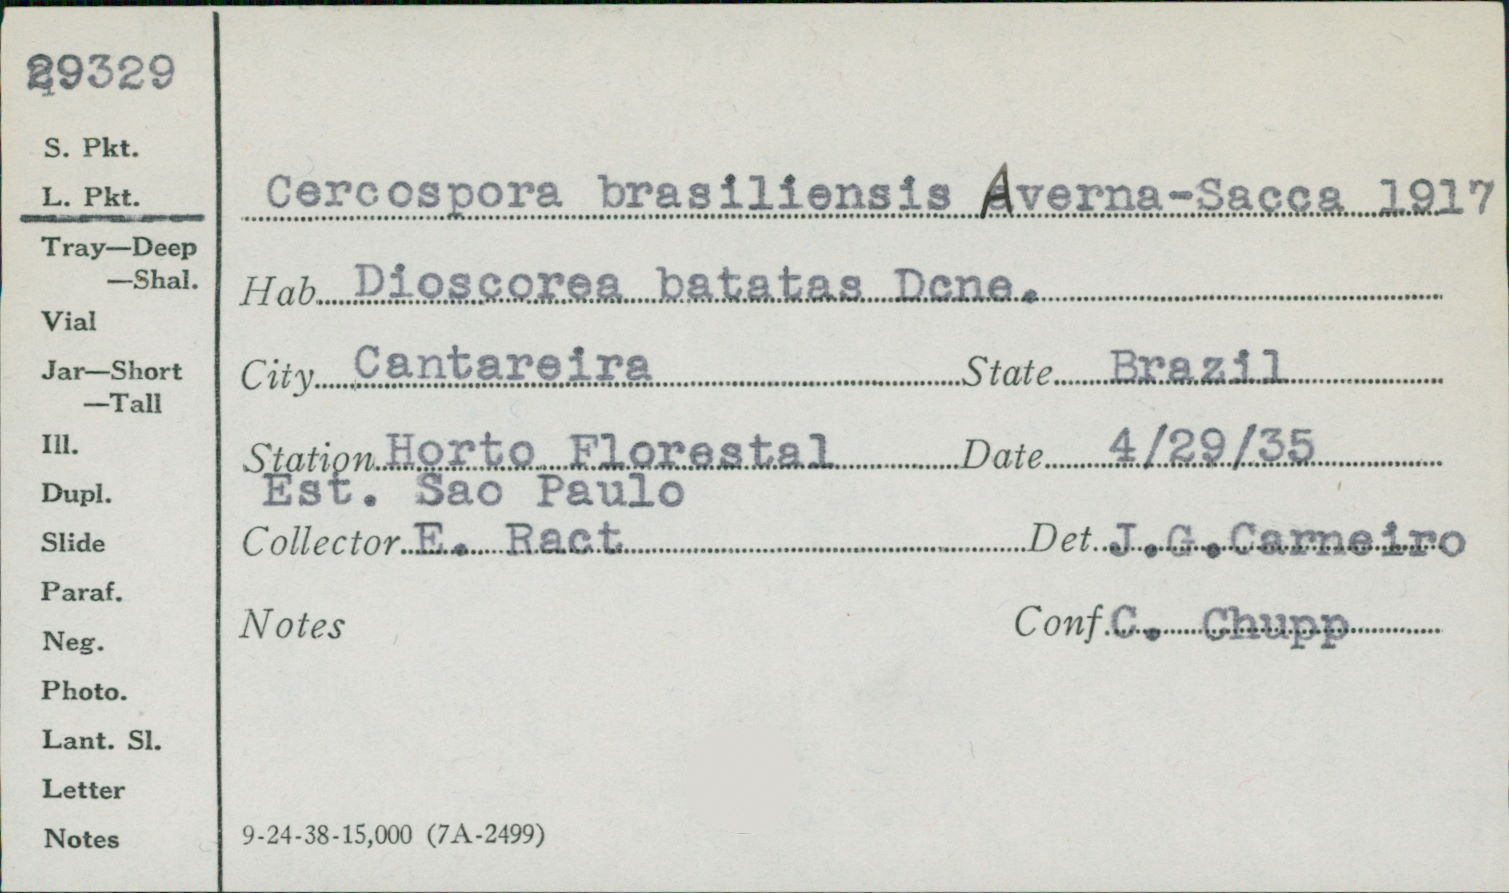 29329
S. Pkt.
L. Pkt.
Tray—Deep
—Shal.
Vial
Jar—Short
—Tall
Ill.
Dupl.
Slide
Paraf.
Neg.
Photo.
Lant. Sl.
Letter
Notes
Cercospora brasiliensis Averna-Sacca 1917
Hab. Dioscorea batatas Dcne.
City Cantareira State Brazil
Station Horto Florestal Date 4/29/35
Est. Sao Paulo
Collector E. Ract Det. J.G.Carneiro
Notes Conf. C. Chupp
9-24-38-15,000 (7A-2499)